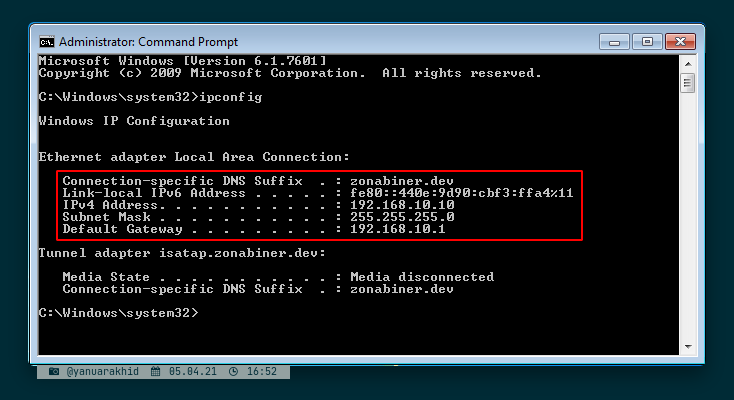 Administrator: Command Prompt
Microsoft Windows [Version 6.1.7601]
Copyright (c) 2009 Microsoft Corporation.  All rights reserved.
C:\Windows\system32>ipconfig
Windows IP Configuration
Ethernet adapter Local Area Connection:
Connection-specific DNS Suffix  . : zonabiner.dev
Link-local IPv6 Address . . . . . : fe80::440e:9d90:cbf3:ffa4%11
IPv4 Address. . . . . . . . . . . : 192.168.10.10
Subnet Mask . . . . . . . . . . . : 255.255.255.0
Default Gateway . . . . . . . . . : 192.168.10.1
Tunnel adapter isatap.zonabiner.dev:
Media State . . . . . . . . . . . : Media disconnected
Connection-specific DNS Suffix  . : zonabiner.dev
C:\Windows\system32>
@yanuarakhid 05.04.21 16:52